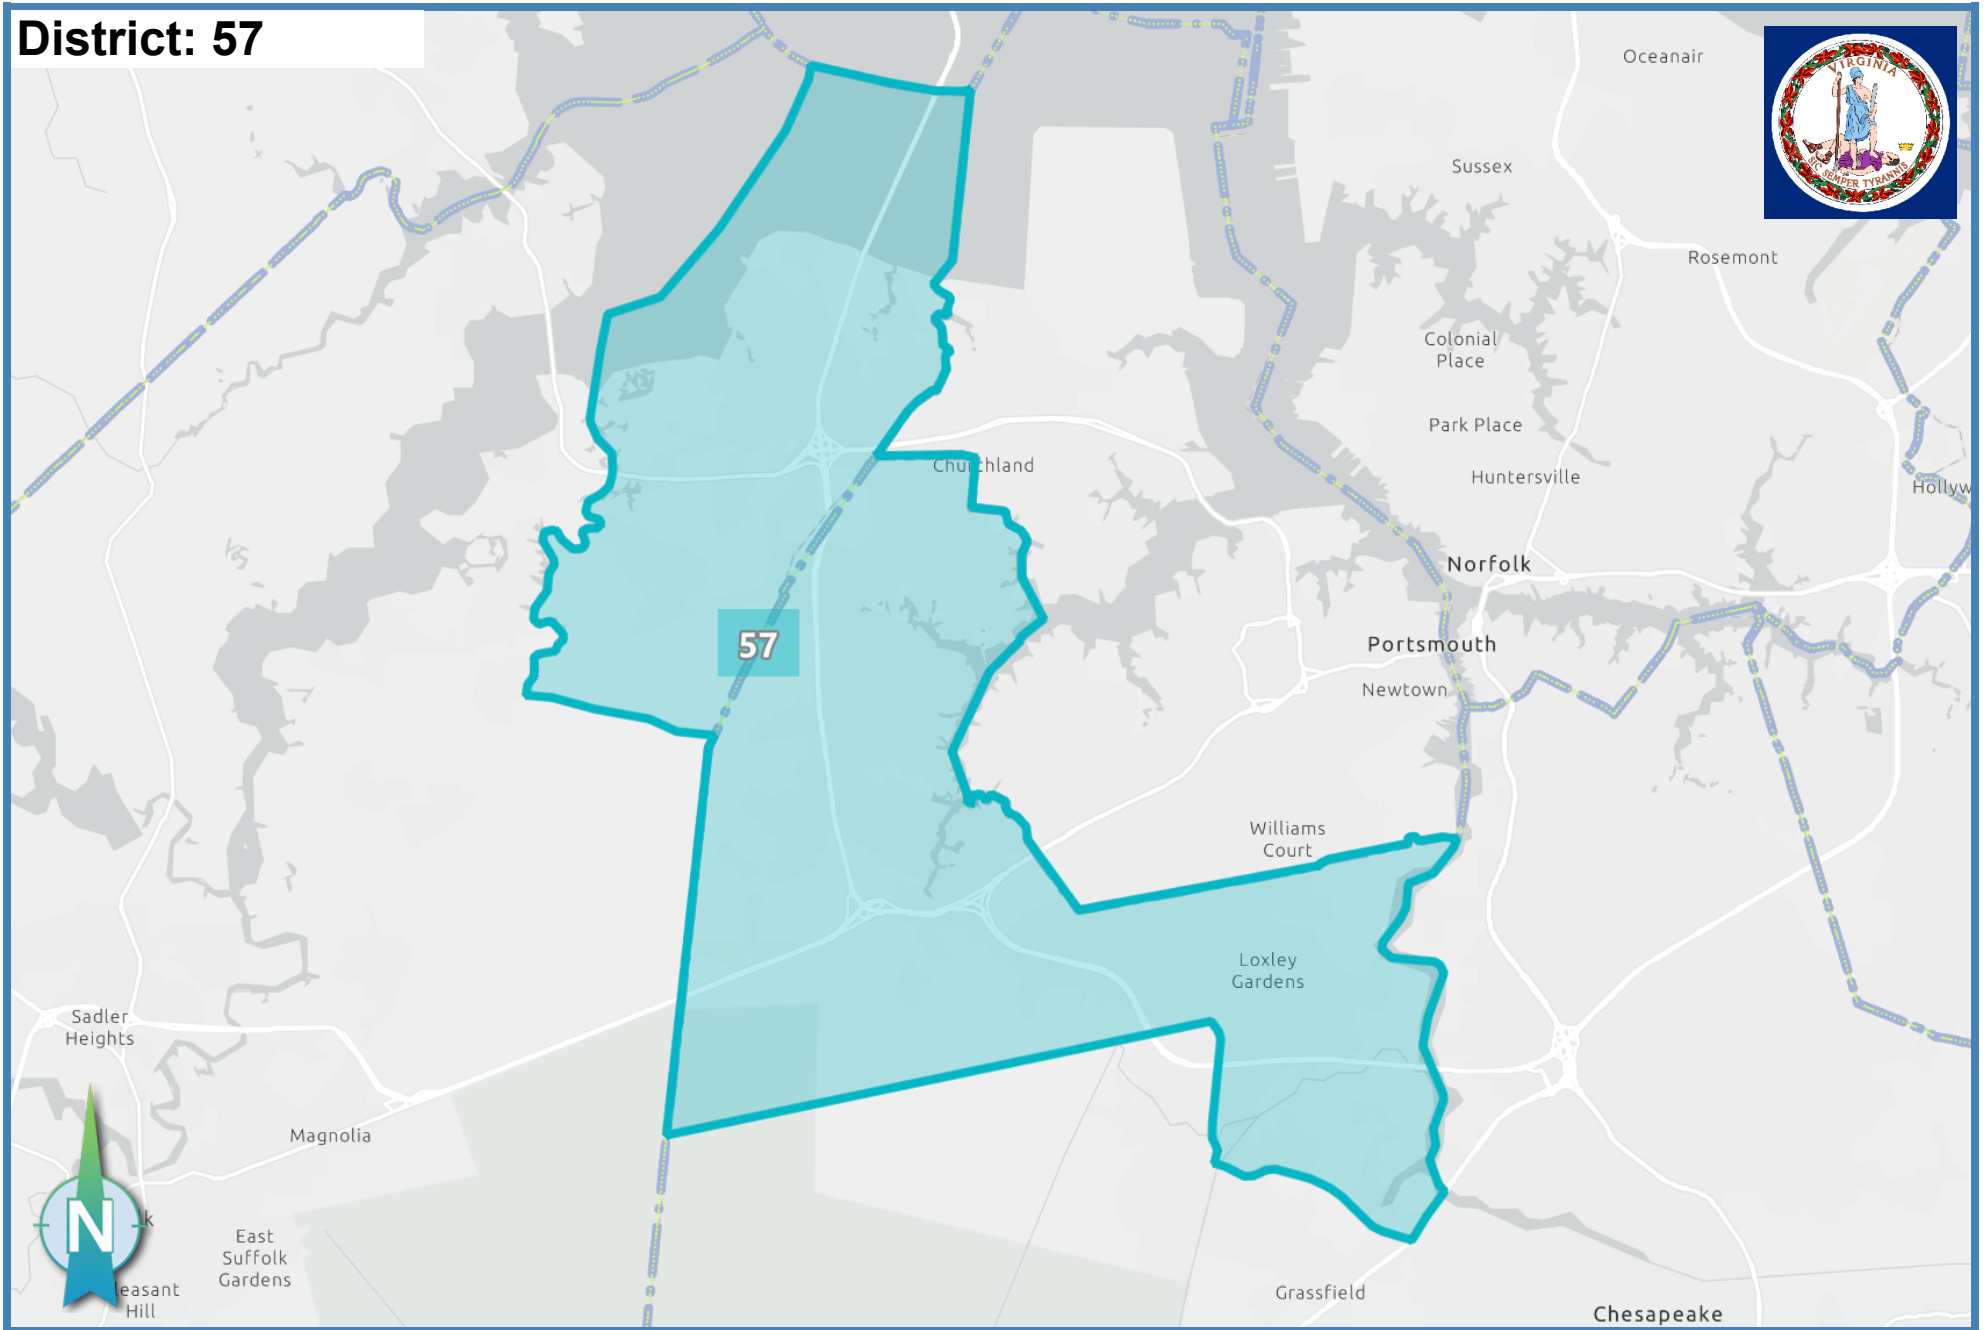 District: 57
Oceanair
VIRGINIA
SIC SEMPER TYRANNIS
Sussex
Rosemont
Colonial
Place
Park Place
Churchland
Huntersville
Hollyw
Norfolk
57
Portsmouth
Newtown
Williams
Court
Loxley
Gardens
Sadler
Heights
Magnolia
N
k
East
Suffolk
Gardens
leasant
Hill
Grassfield
Chesapeake